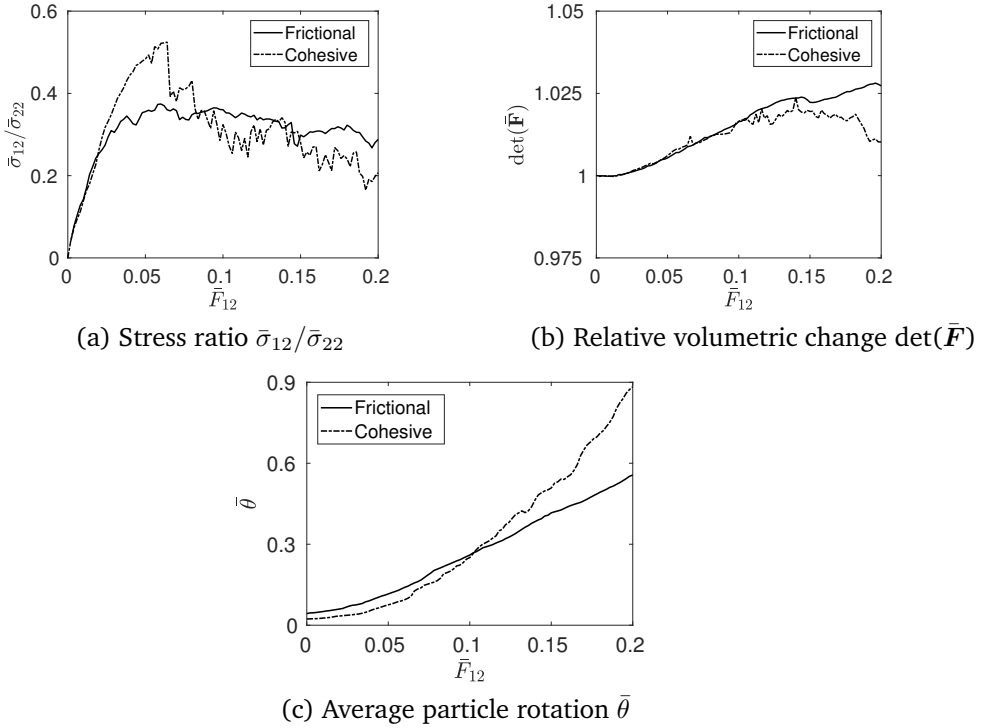 0.6
Frictional
Cohesive
0.4
σ̄₁₂/σ̄₂₂
0.2
0
0 0.05 0.1 0.15 0.2
F̄₁₂
(a) Stress ratio σ̄₁₂/σ̄₂₂
1.05
Frictional
Cohesive
1.025
det(F̄)
1
0.975
0 0.05 0.1 0.15 0.2
F̄₁₂
(b) Relative volumetric change det(F̄)
0.9
Frictional
Cohesive
0.6
θ̄
0.3
0
0 0.05 0.1 0.15 0.2
F̄₁₂
(c) Average particle rotation θ̄